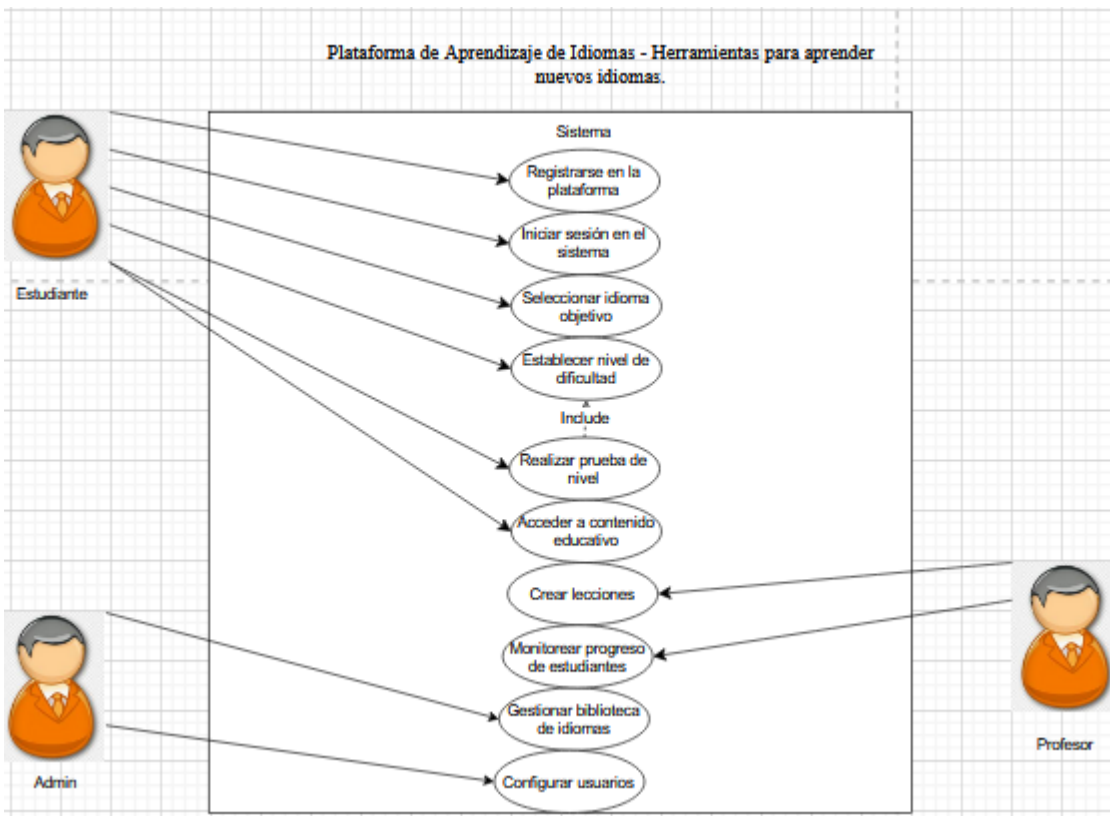 Plataforma de Aprendizaje de Idiomas - Herramientas para aprender
nuevos idiomas.
Sistema
Registrarse en la
plataforma
Iniciar sesión en el
sistema
Seleccionar idioma
objetivo
Estudiante
Establecer nivel de
dificultad
Include
Realizar prueba de
nivel
Acceder a contenido
educativo
Crear lecciones
Monitorear progreso
de estudiantes
Gestionar biblioteca
de idiomas
Profesor
Configurar usuarios
Admin